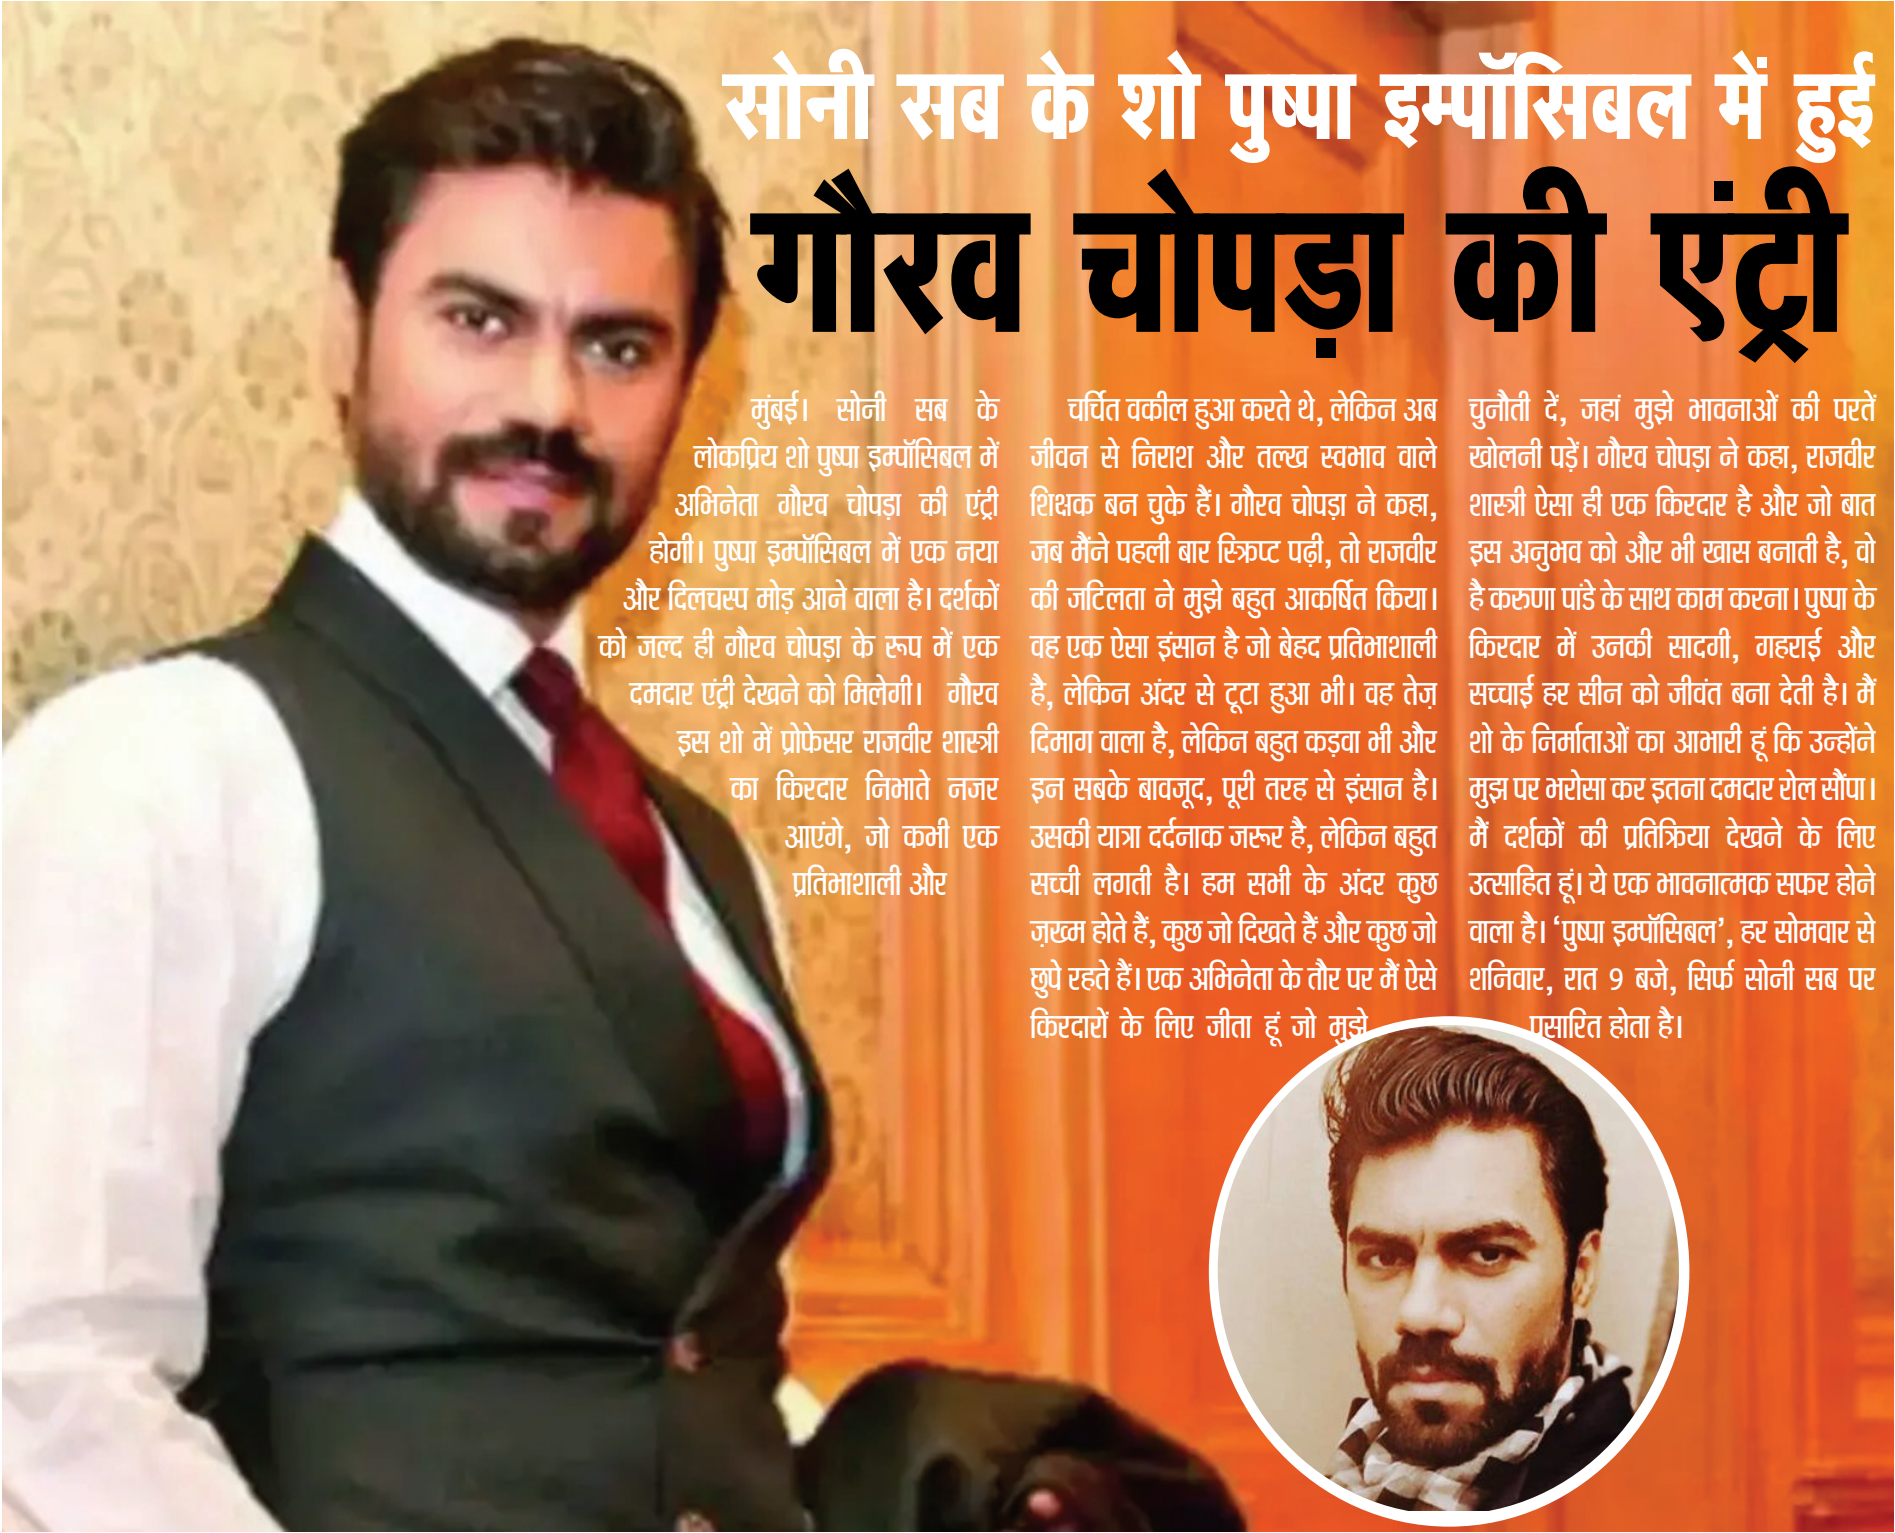 सोनी सब के शो पुष्पा इम्पॉसिबल में हुई
गौरव चोपड़ा की एंट्री
मुंबई। सोनी सब के
लोकप्रिय शो पुष्पा इम्पॉसिबल में
अभिनेता गौरव चोपड़ा की एंट्री
होगी। पुष्पा इम्पॉसिबल में एक नया
और दिलचस्प मोड़ आने वाला है। दर्शकों
को जल्द ही गौरव चोपड़ा के रूप में एक
दमदार एंट्री देखने को मिलेगी। गौरव
इस शो में प्रोफेसर राजवीर शास्त्री
का किरदार निभाते नजर
आएंगे, जो कभी एक
प्रतिभाशाली और
चर्चित वकील हुआ करते थे, लेकिन अब
जीवन से निराश और तल्ख स्वभाव वाले
शिक्षक बन चुके हैं। गौरव चोपड़ा ने कहा,
जब मैंने पहली बार स्क्रिप्ट पढ़ी, तो राजवीर
की जटिलता ने मुझे बहुत आकर्षित किया।
वह एक ऐसा इंसान है जो बेहद प्रतिभाशाली
है, लेकिन अंदर से टूटा हुआ भी। वह तेज़
दिमाग वाला है, लेकिन बहुत कड़वा भी और
इन सबके बावजूद, पूरी तरह से इंसान है।
उसकी यात्रा दर्दनाक जरूर है, लेकिन बहुत
सच्ची लगती है। हम सभी के अंदर कुछ
ज़ख्म होते हैं, कुछ जो दिखते हैं और कुछ जो
छुपे रहते हैं। एक अभिनेता के तौर पर मैं ऐसे
किरदारों के लिए जीता हूं जो मुझे
चुनौती दें, जहां मुझे भावनाओं की परतें
खोलनी पड़ें। गौरव चोपड़ा ने कहा, राजवीर
शास्त्री ऐसा ही एक किरदार है और जो बात
इस अनुभव को और भी खास बनाती है, वो
है करुणा पांडे के साथ काम करना। पुष्पा के
किरदार में उनकी सादगी, गहराई और
सच्चाई हर सीन को जीवंत बना देती है। मैं
शो के निर्माताओं का आभारी हूं कि उन्होंने
मुझ पर भरोसा कर इतना दमदार रोल सौंपा।
मैं दर्शकों की प्रतिक्रिया देखने के लिए
उत्साहित हूं। ये एक भावनात्मक सफर होने
वाला है। ‘पुष्पा इम्पॉसिबल’, हर सोमवार से
शनिवार, रात 9 बजे, सिर्फ सोनी सब पर
प्रसारित होता है।